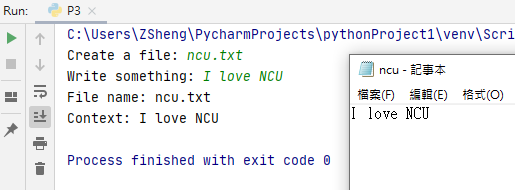 Run: P3
C:\Users\ZSheng\PycharmProjects\pythonProject1\venv\Scri
Create a file: ncu.txt
Write something: I love NCU
File name: ncu.txt
Context: I love NCU
Process finished with exit code 0
ncu - 記事本
檔案(F) 編輯(E) 格式(O)
I love NCU